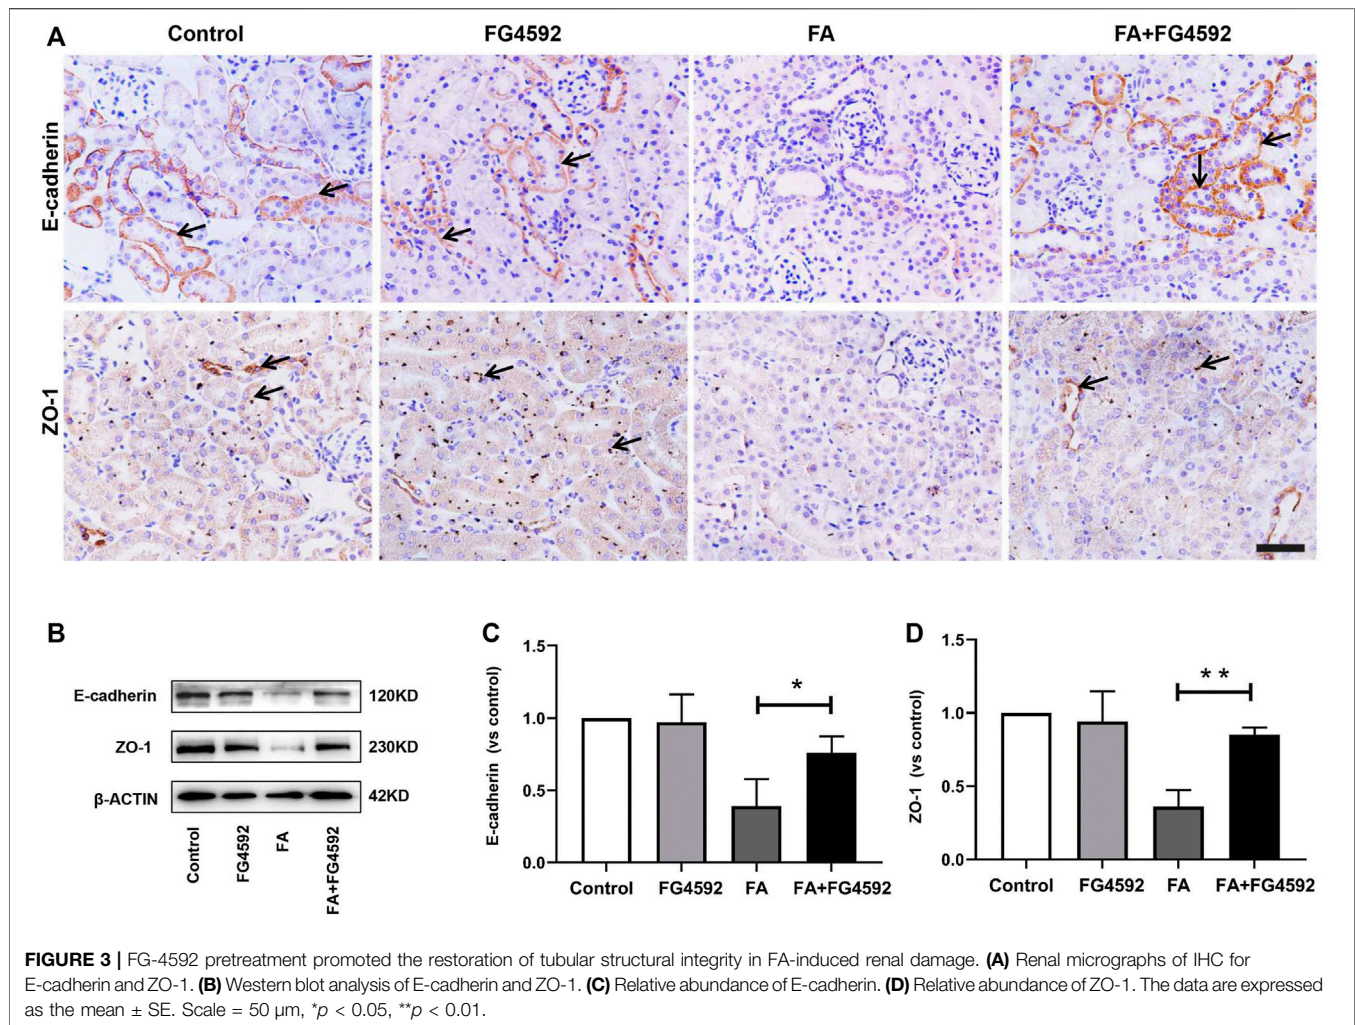 A
Control
FG4592
FA
FA+FG4592
E-cadherin
ZO-1
B
E-cadherin
120KD
ZO-1
230KD
β-ACTIN
42KD
Control
FG4592
FA
FA+FG4592
C
E-cadherin (vs control)
1.5
1.0
0.5
0.0
*
Control
FG4592
FA
FA+FG4592
D
ZO-1 (vs control)
1.5
1.0
0.5
0.0
**
Control
FG4592
FA
FA+FG4592
FIGURE 3 | FG-4592 pretreatment promoted the restoration of tubular structural integrity in FA-induced renal damage. (A) Renal micrographs of IHC for
E-cadherin and ZO-1. (B) Western blot analysis of E-cadherin and ZO-1. (C) Relative abundance of E-cadherin. (D) Relative abundance of ZO-1. The data are expressed
as the mean ± SE. Scale = 50 μm, *p < 0.05, **p < 0.01.